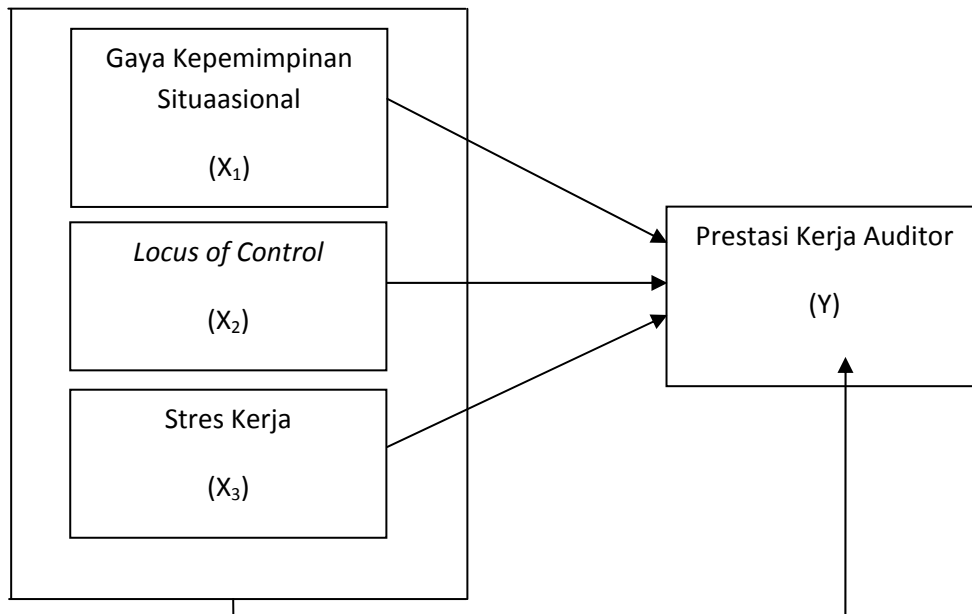 Gaya Kepemimpinan
Situaasional
(X₁)
Locus of Control
(X₂)
Stres Kerja
(X₃)
Prestasi Kerja Auditor
(Y)